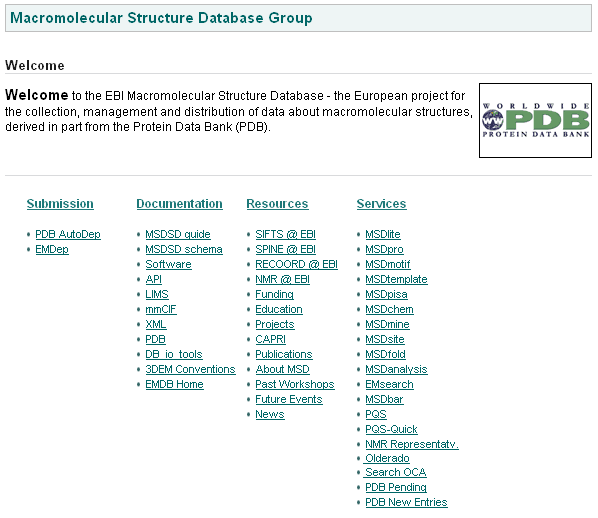 Macromolecular Structure Database Group
Welcome
Welcome to the EBI Macromolecular Structure Database - the European project for
the collection, management and distribution of data about macromolecular structures,
derived in part from the Protein Data Bank (PDB).
WORLDWIDE
PDB
PROTEIN DATA BANK
Submission
PDB AutoDep
EMDep
Documentation
MSDSD guide
MSDSD schema
Software
API
LIMS
mmCIF
XML
PDB
DB_io_tools
3DEM Conventions
EMDB Home
Resources
SIFTS @ EBI
SPINE @ EBI
RECOORD @ EBI
NMR @ EBI
Funding
Education
Projects
CAPRI
Publications
About MSD
Past Workshops
Future Events
News
Services
MSDlite
MSDpro
MSDmotif
MSDtemplate
MSDpisa
MSDchem
MSDmine
MSDsite
MSDfold
MSDanalysis
EMsearch
MSDbar
PQS
PQS-Quick
NMR Representatv.
Olderado
Search OCA
PDB Pending
PDB New Entries